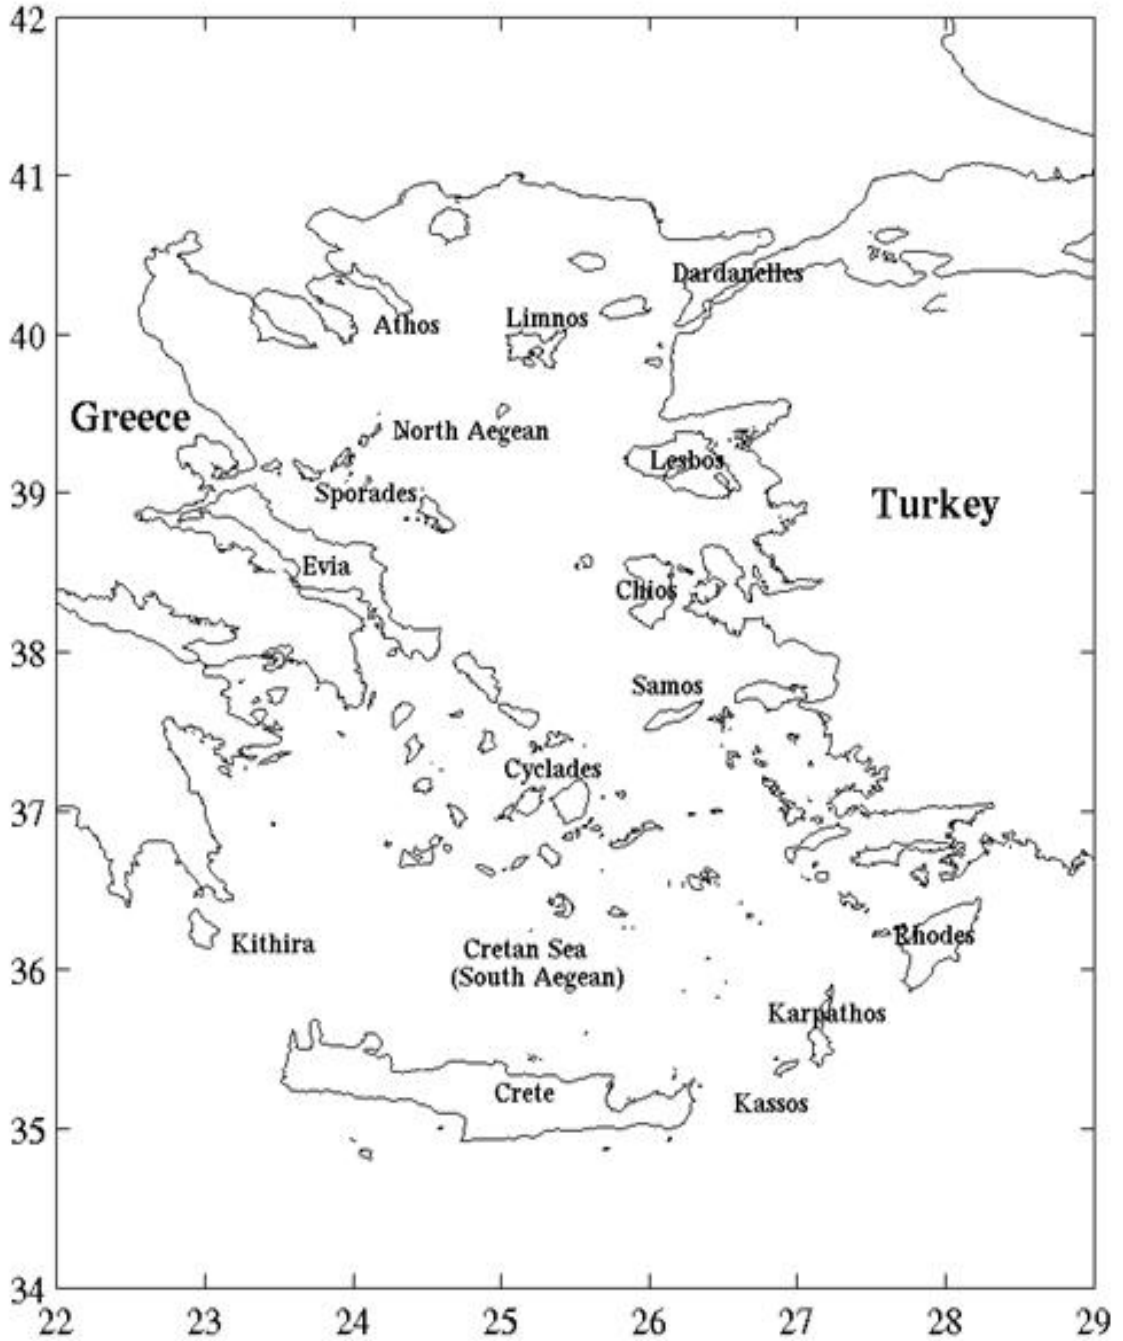 42
41
Dardanelles
Athos
Limnos
40
Greece
North Aegean
Lesbos
39
Sporades
Turkey
Evia
Chios
38
Samos
Cyclades
37
Rhodes
Kithira
Cretan Sea
(South Aegean)
36
Karpathos
Crete
Kassos
35
34
22 23 24 25 26 27 28 29